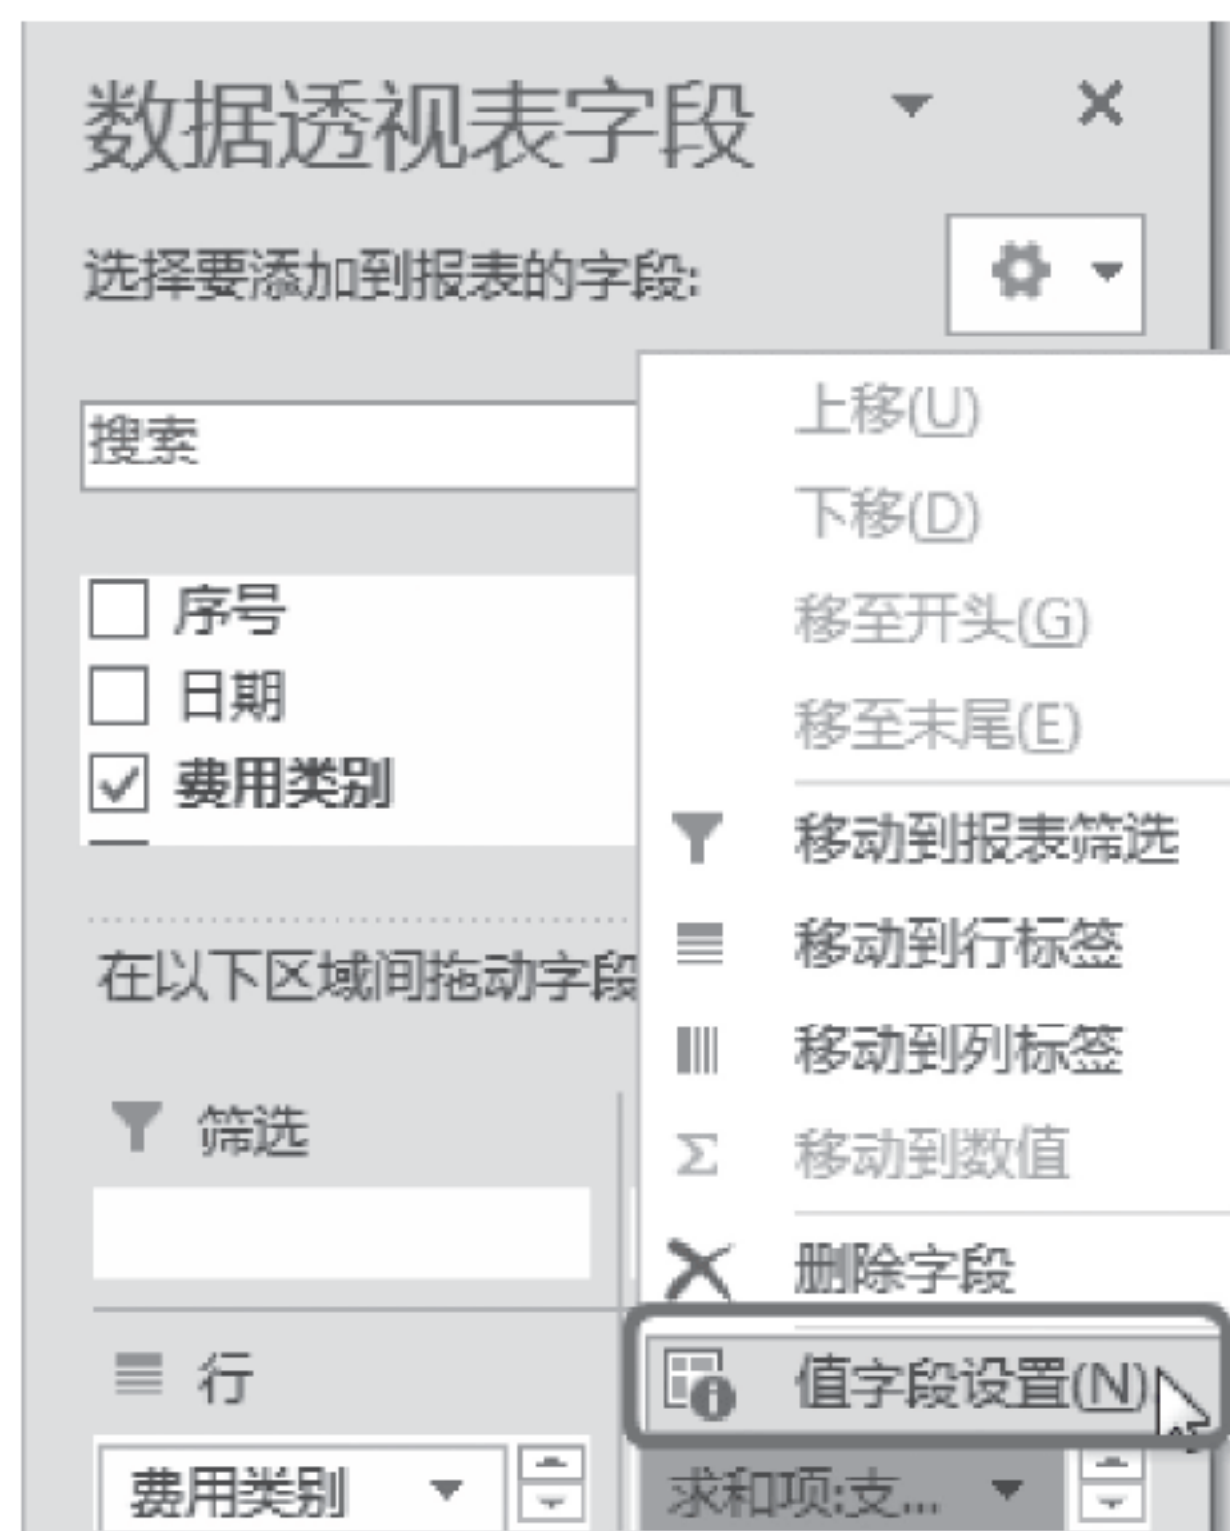 数据透视表字段
选择要添加到报表的字段:
搜索
序号
日期
费用类别
在以下区域间拖动字段
筛选
行
费用类别
上移(U)
下移(D)
移至开头(G)
移至末尾(E)
移动到报表筛选
移动到行标签
移动到列标签
Σ 移动到数值
删除字段
值字段设置(N)
求和项:支...